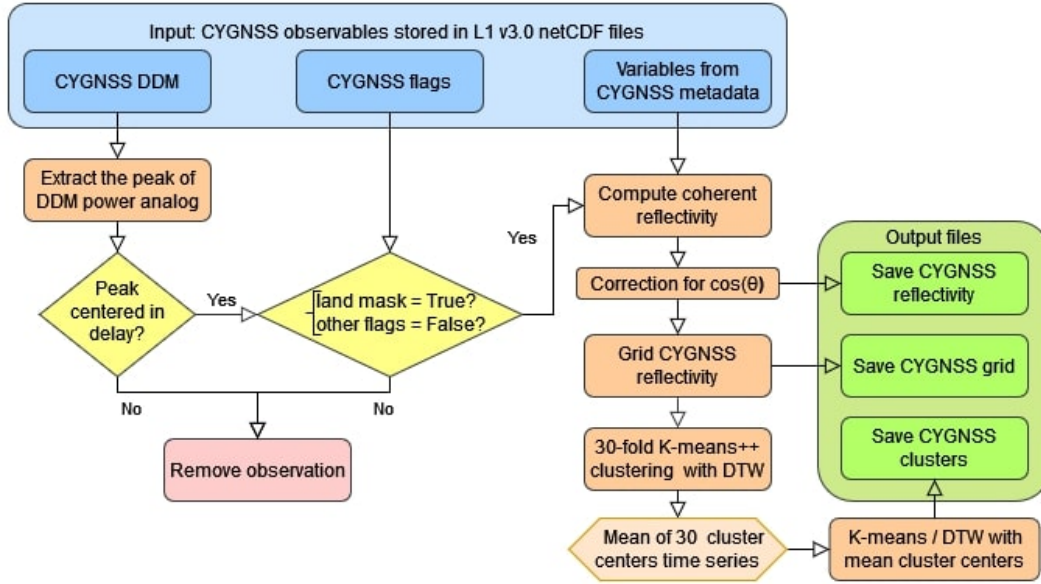 Input: CYGNSS observables stored in L1 v3.0 netCDF files
CYGNSS DDM
CYGNSS flags
Variables from
CYGNSS metadata
Extract the peak of
DDM power analog
Compute coherent
reflectivity
Yes
Output files
Peak
centered in
delay?
Yes
land mask = True?
other flags = False?
Correction for cos(θ)
Save CYGNSS
reflectivity
Grid CYGNSS
reflectivity
Save CYGNSS grid
No
No
Remove observation
30-fold K-means++
clustering with DTW
Save CYGNSS
clusters
Mean of 30 cluster
centers time series
K-means / DTW with
mean cluster centers